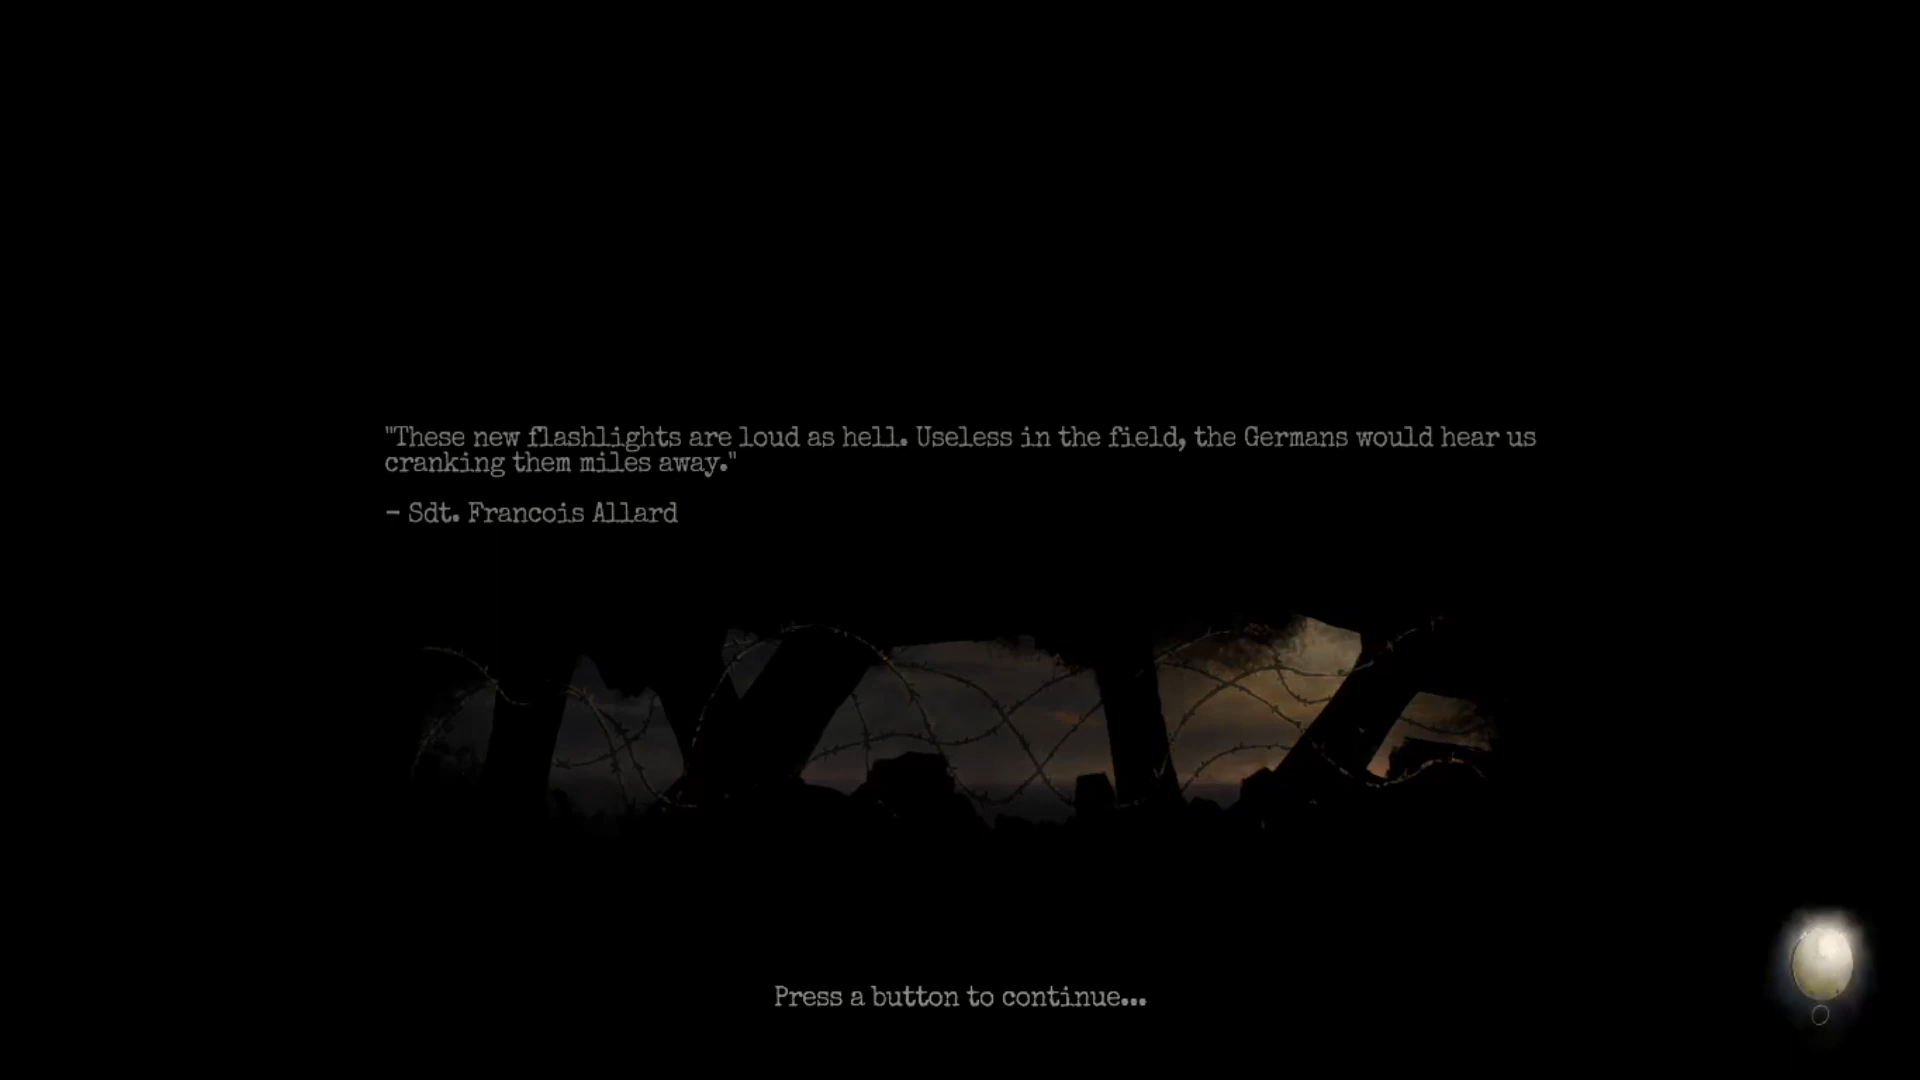 "These new flashlights are loud as hell. Useless in the field, the Germans would hear us
cranking them miles away."
- Sdt. Francois Allard
Press a button to continue...